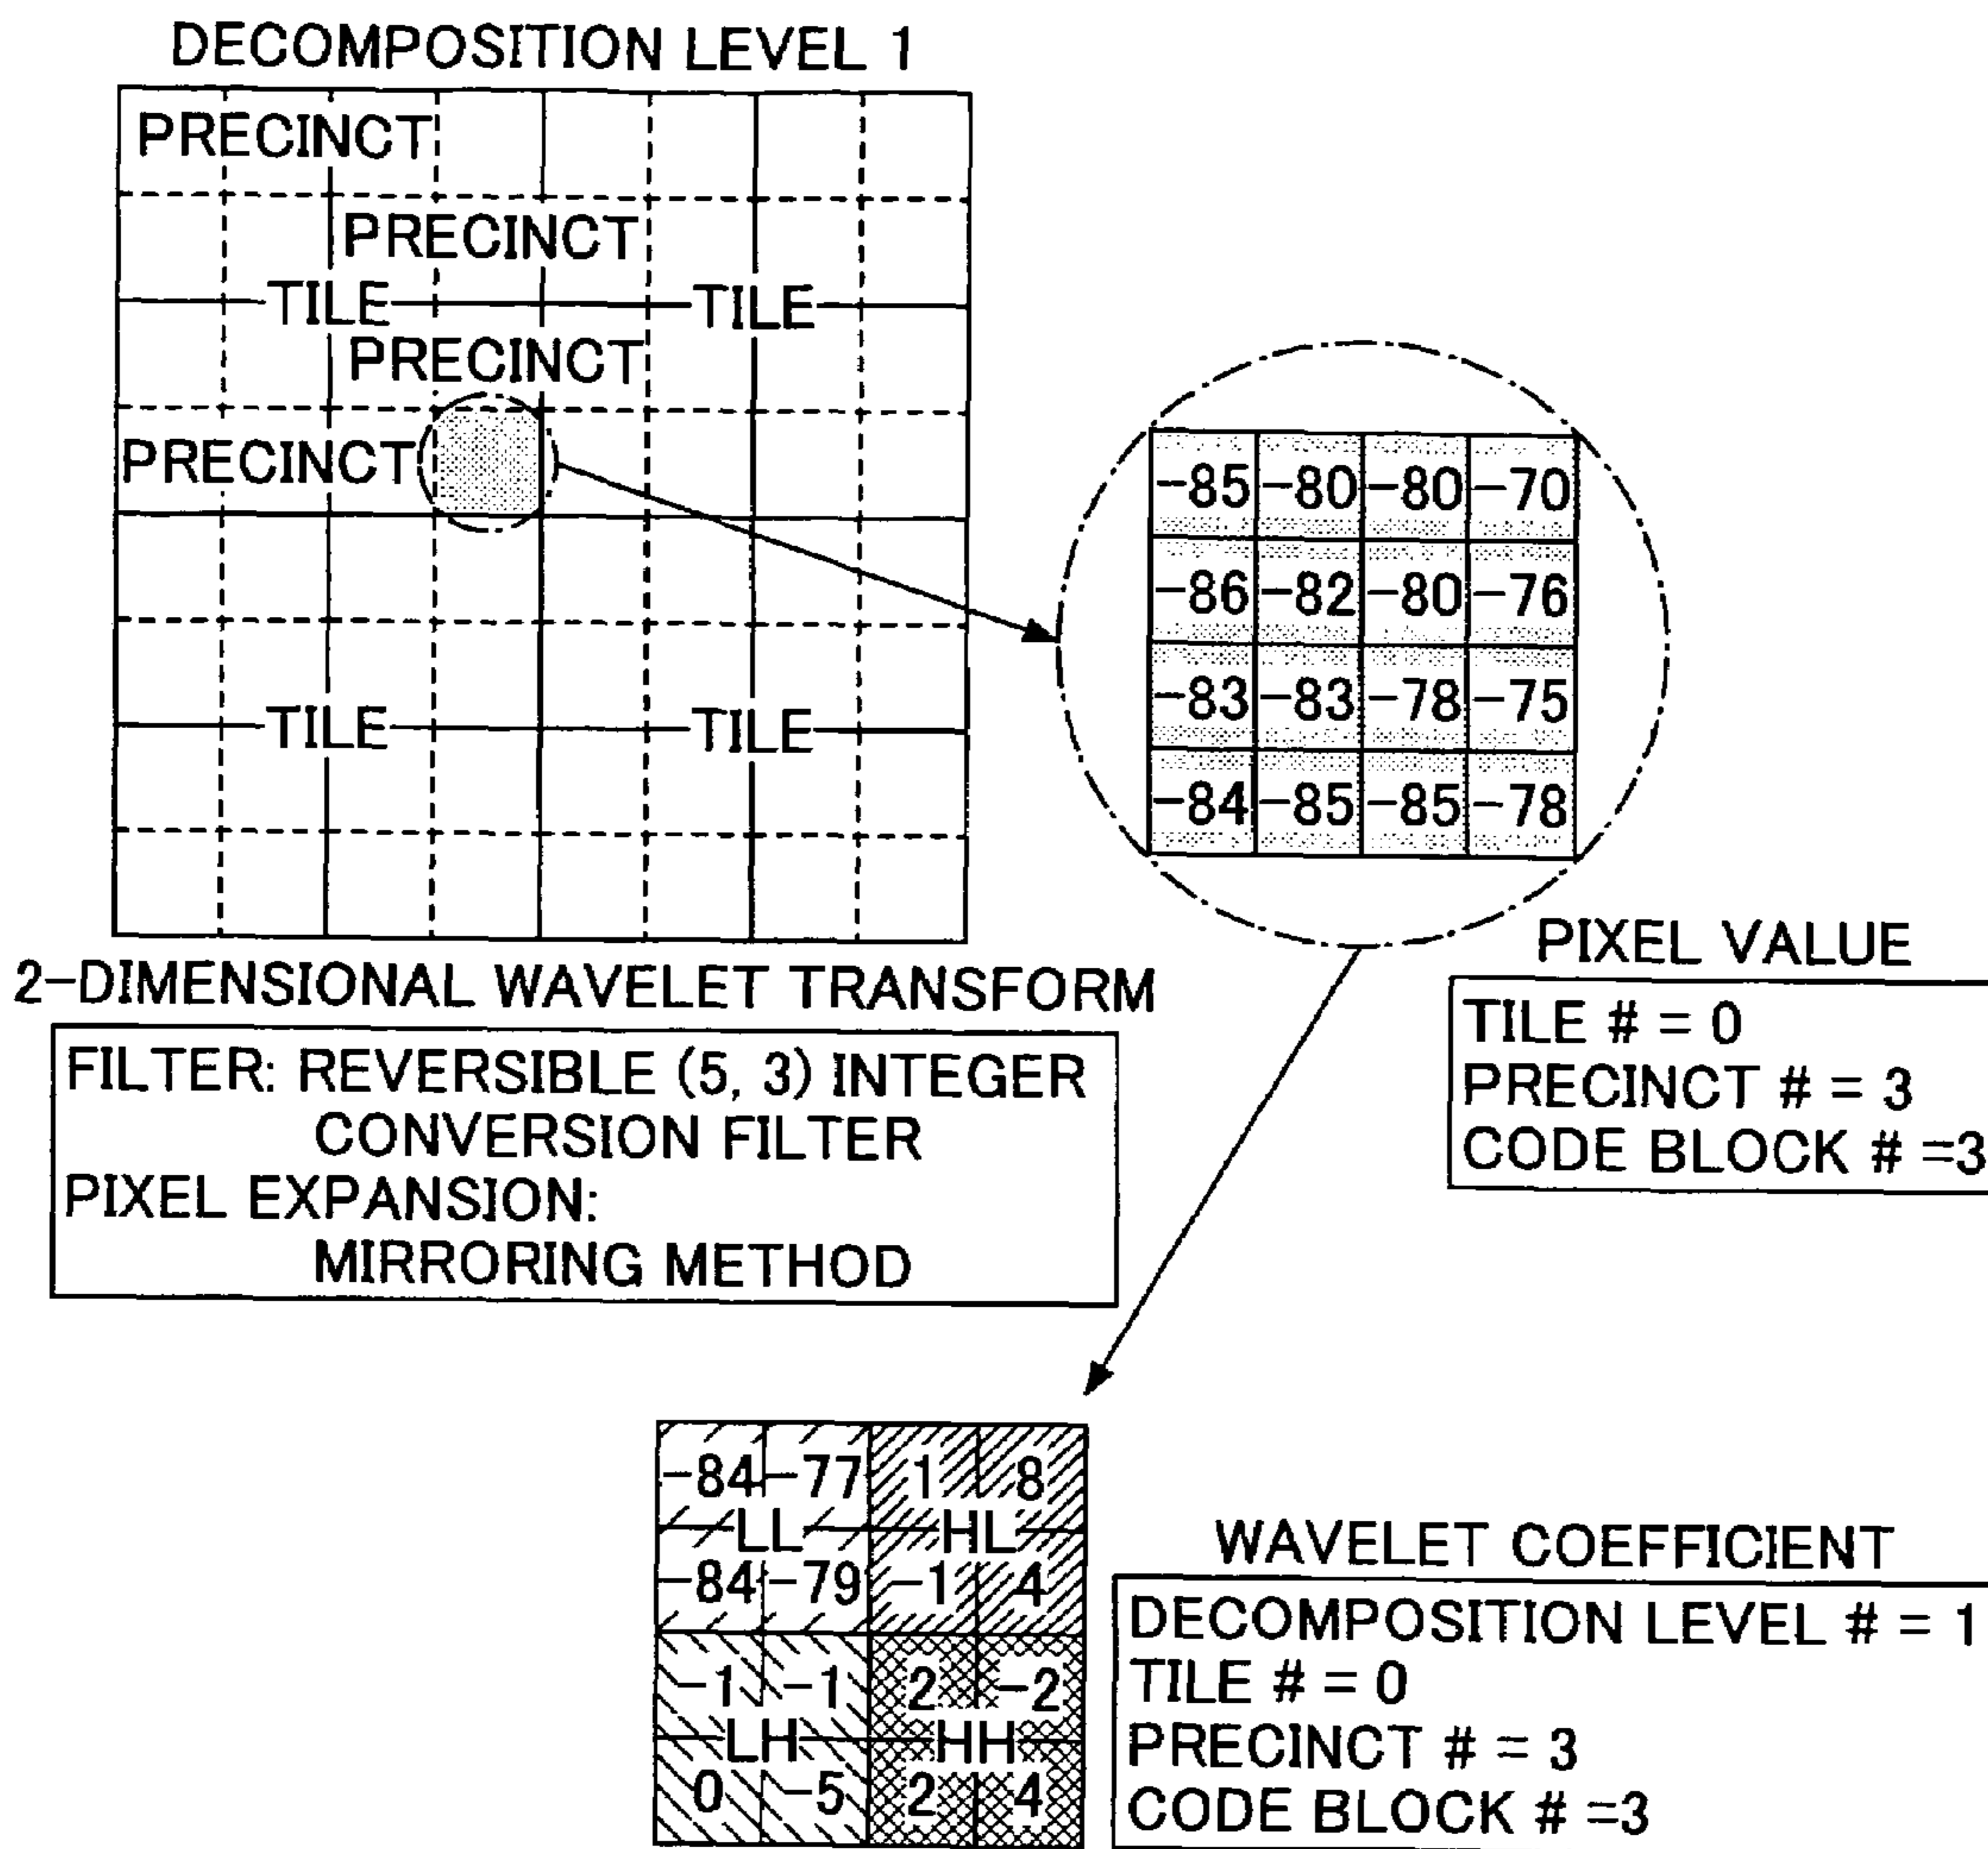 DECOMPOSITION LEVEL 1
PRECINCT
PRECINCT
TILE TILE
PRECINCT
PRECINCT
TILE TILE
-85 -80 -80 -70
-86 -82 -80 -76
-83 -83 -78 -75
-84 -85 -85 -78
PIXEL VALUE
TILE # = 0
PRECINCT # = 3
CODE BLOCK # =3
2-DIMENSIONAL WAVELET TRANSFORM
FILTER: REVERSIBLE (5, 3) INTEGER
CONVERSION FILTER
PIXEL EXPANSION:
MIRRORING METHOD
-84 -77 1 8
LL HL
-84 -79 -1 4
-1 -1 2 -2
LH HH
0 -5 2 4
WAVELET COEFFICIENT
DECOMPOSITION LEVEL # = 1
TILE # = 0
PRECINCT # = 3
CODE BLOCK # =3